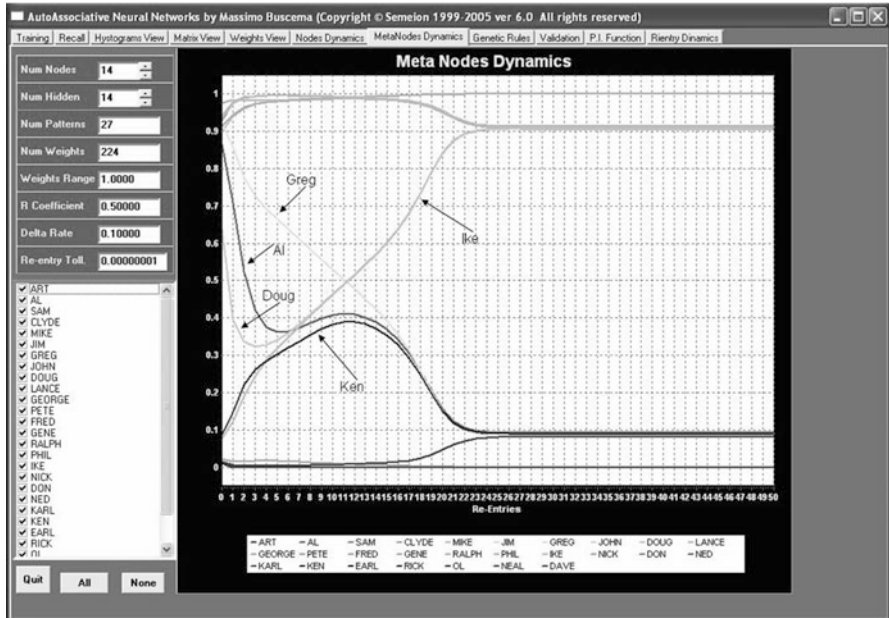 AutoAssociative Neural Networks by Massimo Buscema (Copyright © Semeion 1999-2005 ver 6.0 All rights reserved)
Training Recall Hystograms View Matrix View Weights View Nodes Dynamics MetaNodes Dynamics Genetic Rules Validation P.I. Function Rientry Dinamics
Meta Nodes Dynamics
Num Nodes 14
Num Hidden 14
Num Patterns 27
Num Weights 224
Weights Range 1.0000
R Coefficient 0.50000
Delta Rate 0.10000
Re-entry Toll. 0.00000001
ART
AL
SAM
CLYDE
MIKE
JIM
GREG
JOHN
DOUG
LANCE
GEORGE
PETE
FRED
GENE
RALPH
PHIL
IKE
NICK
DON
NED
KARL
KEN
EARL
RICK
OL
Quit All None
1
0.9
0.8
0.7
0.6
0.5
0.4
0.3
0.2
0.1
0
Greg
Al
Ike
Doug
Ken
0 1 2 3 4 5 6 7 8 9 10 11 12 13 14 15 16 17 18 19 20 21 22 23 24 25 26 27 28 29 30 31 32 33 34 35 36 37 38 39 40 41 42 43 44 45 46 47 48 49 50
Re-Entries
ART AL SAM CLYDE MIKE JIM GREG JOHN DOUG LANCE
GEORGE PETE FRED GENE RALPH PHIL IKE NICK DON NED
KARL KEN EARL RICK OL NEAL DAVE